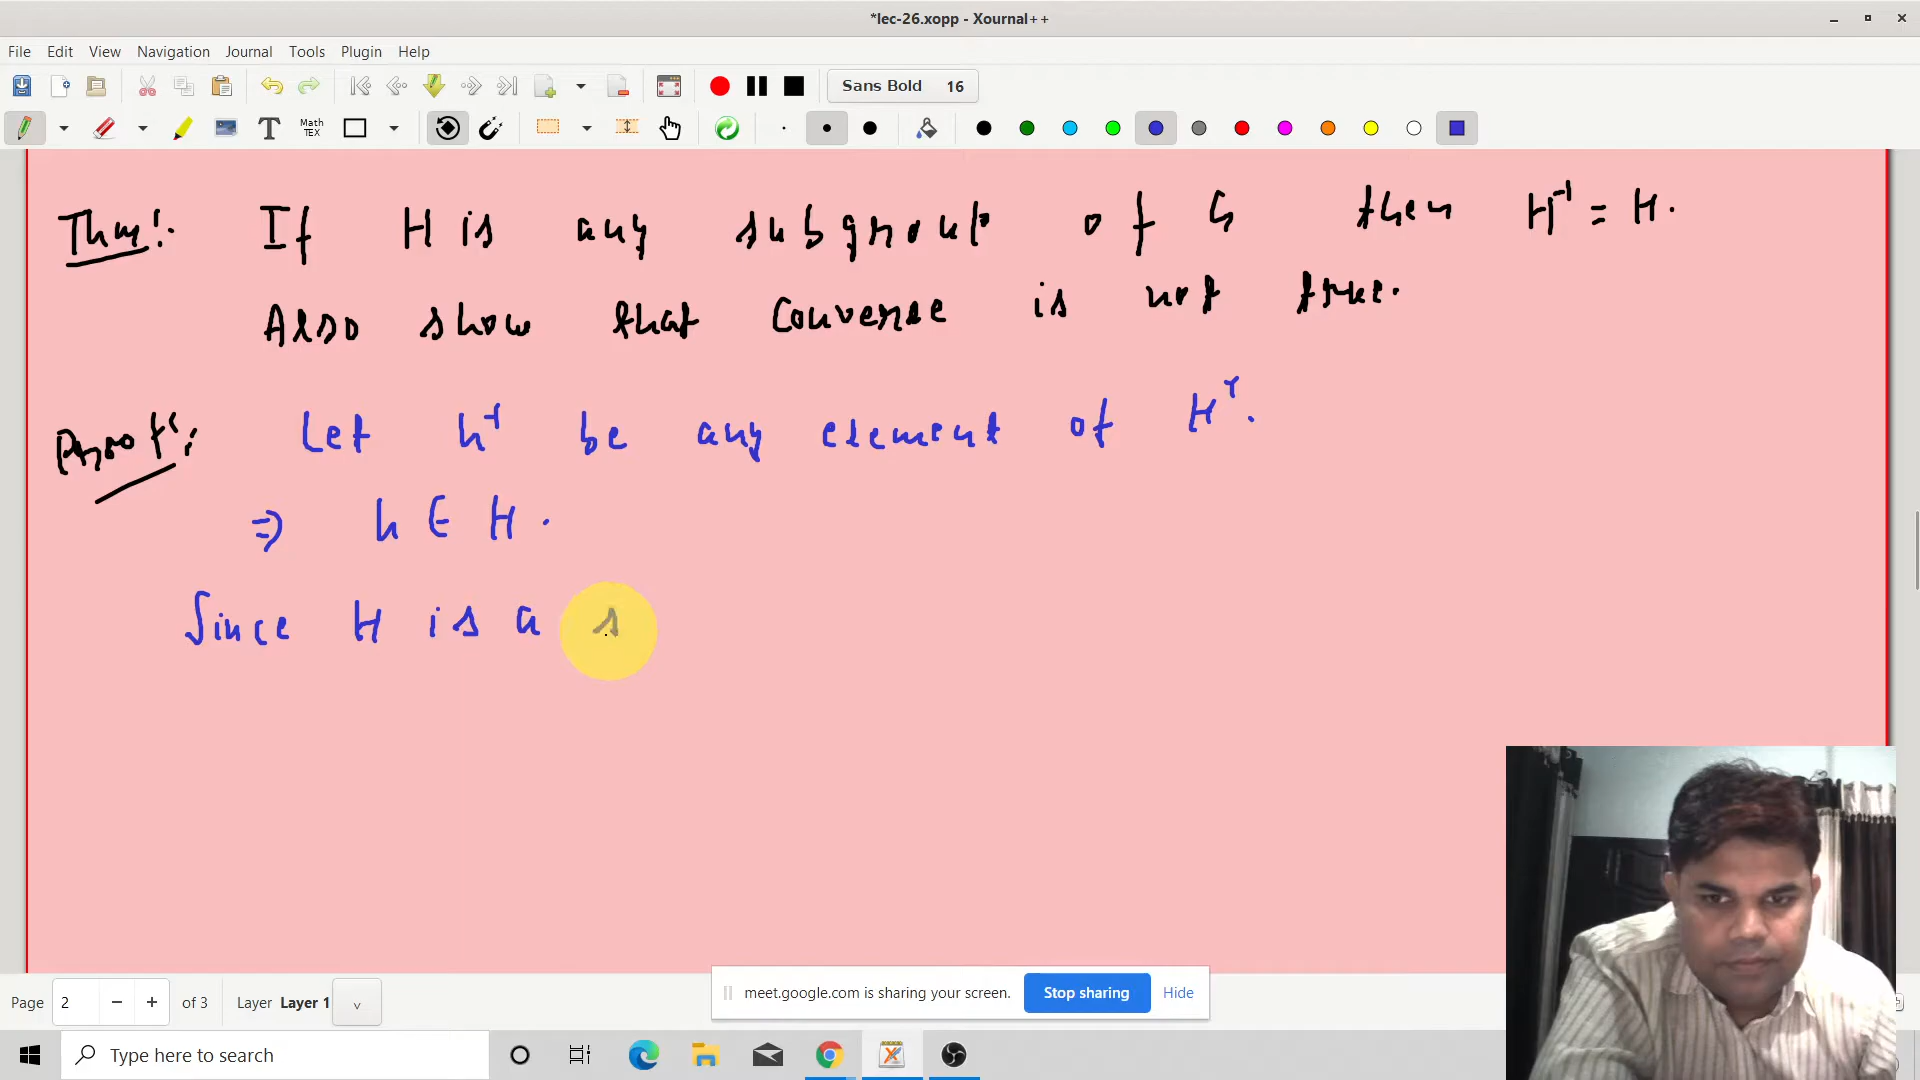 *lec-26.xopp - Xournal++
File Edit View Navigation Journal Tools Plugin Help
Sans Bold 16
Math TEX
Thm:. If H is any subgroup of G then H⁻¹ = H.
Also show that converse is not true.
Proof: Let h⁻¹ be any element of H⁻¹.
⇒ h ∈ H.
Since H is a s
Page 2 of 3 Layer Layer 1
meet.google.com is sharing your screen. Stop sharing Hide
Type here to search